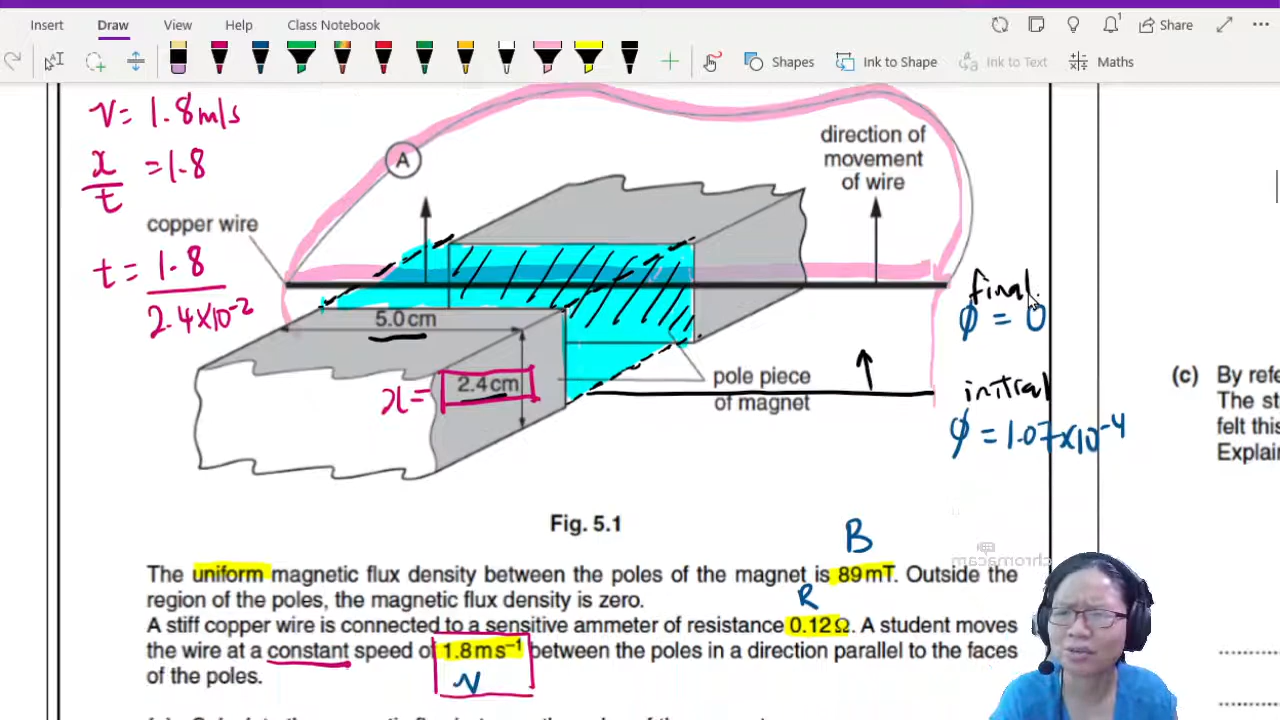 Insert Draw View Help Class Notebook
1 Share
Shapes Ink to Shape Ink to Text Maths
v = 1.8m/s
x/t = 1.8
t = 1.8 / 2.4×10⁻²
A
direction of
movement
of wire
copper wire
5.0 cm
x = 2.4 cm
pole piece
of magnet
final
ϕ = 0
initial
ϕ = 1.07×10⁻⁴
(c) By refe
The st
felt this
Explain
Fig. 5.1
B
The uniform magnetic flux density between the poles of the magnet is 89 mT. Outside the
region of the poles, the magnetic flux density is zero.
R
A stiff copper wire is connected to a sensitive ammeter of resistance 0.12 Ω. A student moves
the wire at a constant speed of 1.8 m s⁻¹ between the poles in a direction parallel to the faces
of the poles.
v
chromacam